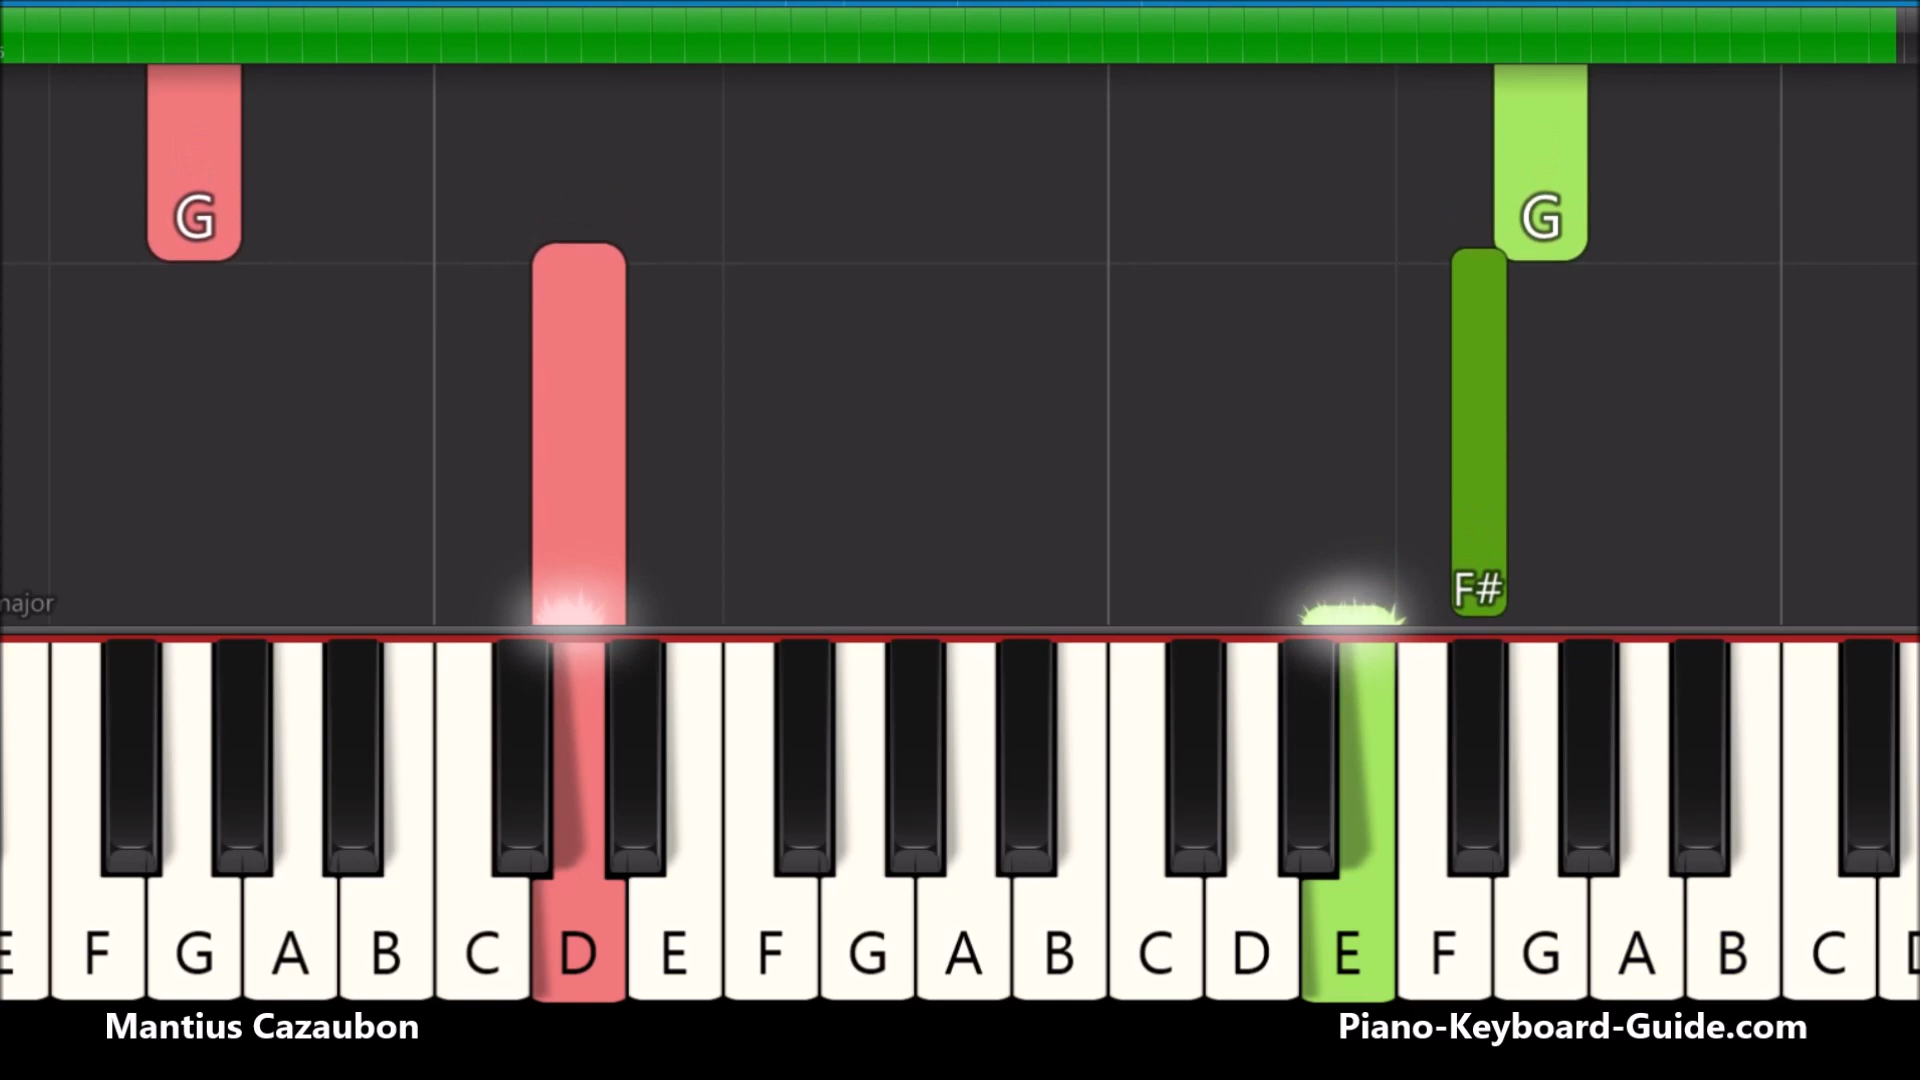 G
G
F#
major
F G A B C D E F G A B C D E F G A B C
Mantius Cazaubon
Piano-Keyboard-Guide.com